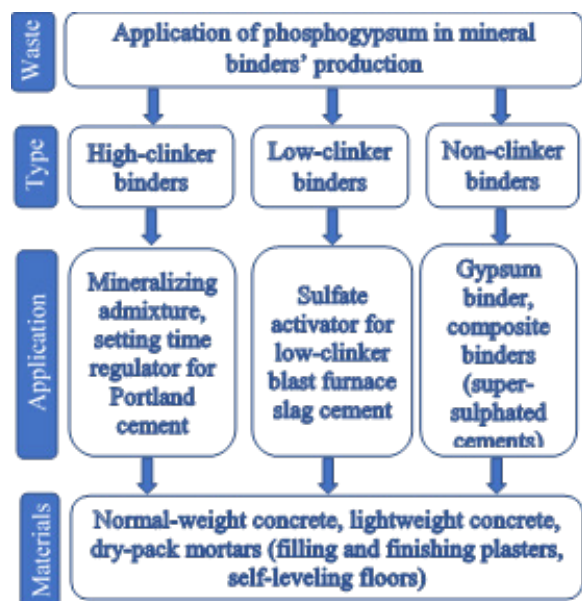 Waste
Application of phosphogypsum in mineral
binders' production
Type
High-clinker
binders
Low-clinker
binders
Non-clinker
binders
Application
Mineralizing
admixture,
setting time
regulator for
Portland
cement
Sulfate
activator for
low-clinker
blast furnace
slag cement
Gypsum
binder,
composite
binders
(super-
sulphated
cements)
Materials
Normal-weight concrete, lightweight concrete,
dry-pack mortars (filling and finishing plasters,
self-leveling floors)